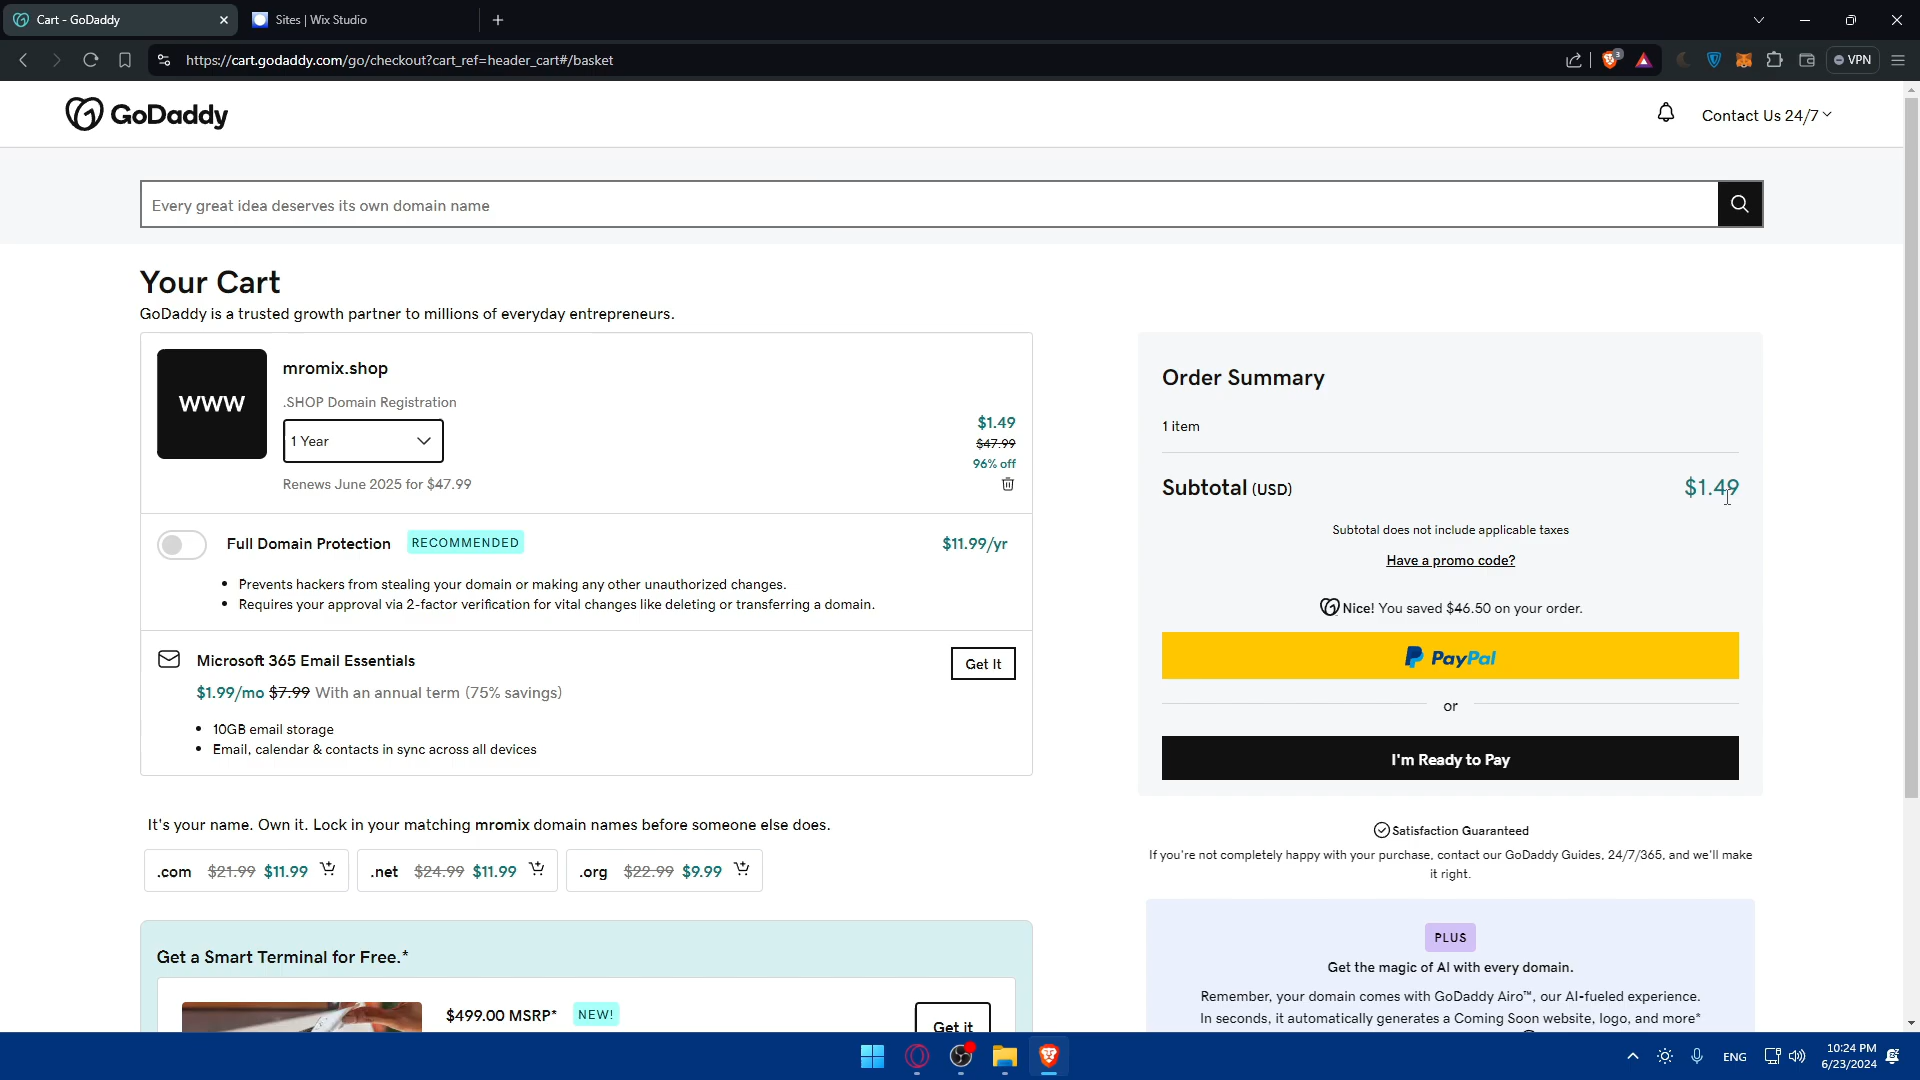 Cart - GoDaddy
Sites | Wix Studio
https://cart.godaddy.com/go/checkout?cart_ref=header_cart#/basket
3
VPN
GoDaddy
Contact Us 24/7
Every great idea deserves its own domain name
Your Cart
GoDaddy is a trusted growth partner to millions of everyday entrepreneurs.
WWW
mromix.shop
.SHOP Domain Registration
1 Year
Renews June 2025 for $47.99
$1.49
$47.99
96% off
Full Domain Protection RECOMMENDED $11.99/yr
• Prevents hackers from stealing your domain or making any other unauthorized changes.
• Requires your approval via 2-factor verification for vital changes like deleting or transferring a domain.
Microsoft 365 Email Essentials
Get It
$1.99/mo $7.99 With an annual term (75% savings)
• 10GB email storage
• Email, calendar & contacts in sync across all devices
It's your name. Own it. Lock in your matching mromix domain names before someone else does.
.com $21.99 $11.99
.net $24.99 $11.99
.org $22.99 $9.99
Get a Smart Terminal for Free.*
$499.00 MSRP* NEW!
Get it
Order Summary
1 item
Subtotal (USD) $1.49
Subtotal does not include applicable taxes
Have a promo code?
Nice! You saved $46.50 on your order.
PayPal
or
I'm Ready to Pay
Satisfaction Guaranteed
If you're not completely happy with your purchase, contact our GoDaddy Guides, 24/7/365, and we'll make
it right.
PLUS
Get the magic of AI with every domain.
Remember, your domain comes with GoDaddy Airo™, our AI-fueled experience.
In seconds, it automatically generates a Coming Soon website, logo, and more*
ENG
10:24 PM
6/23/2024